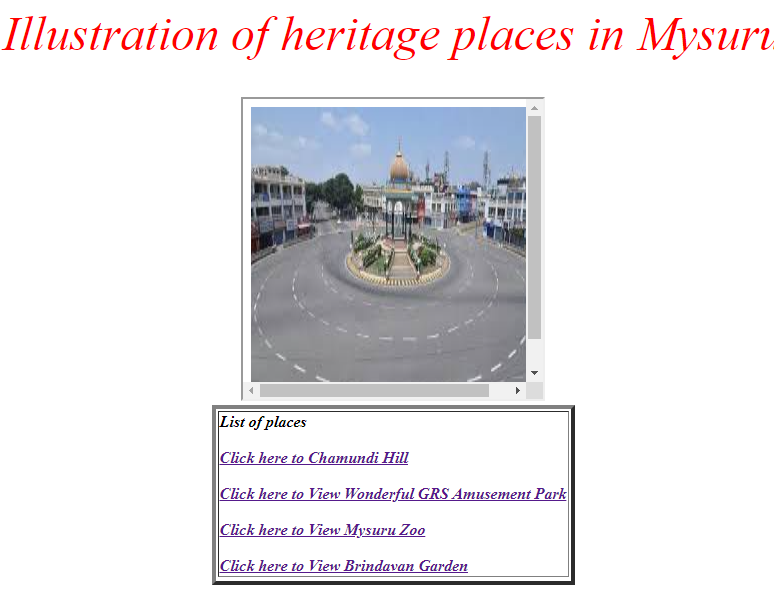 Illustration of heritage places in Mysuru
List of places
Click here to Chamundi Hill
Click here to View Wonderful GRS Amusement Park
Click here to View Mysuru Zoo
Click here to View Brindavan Garden